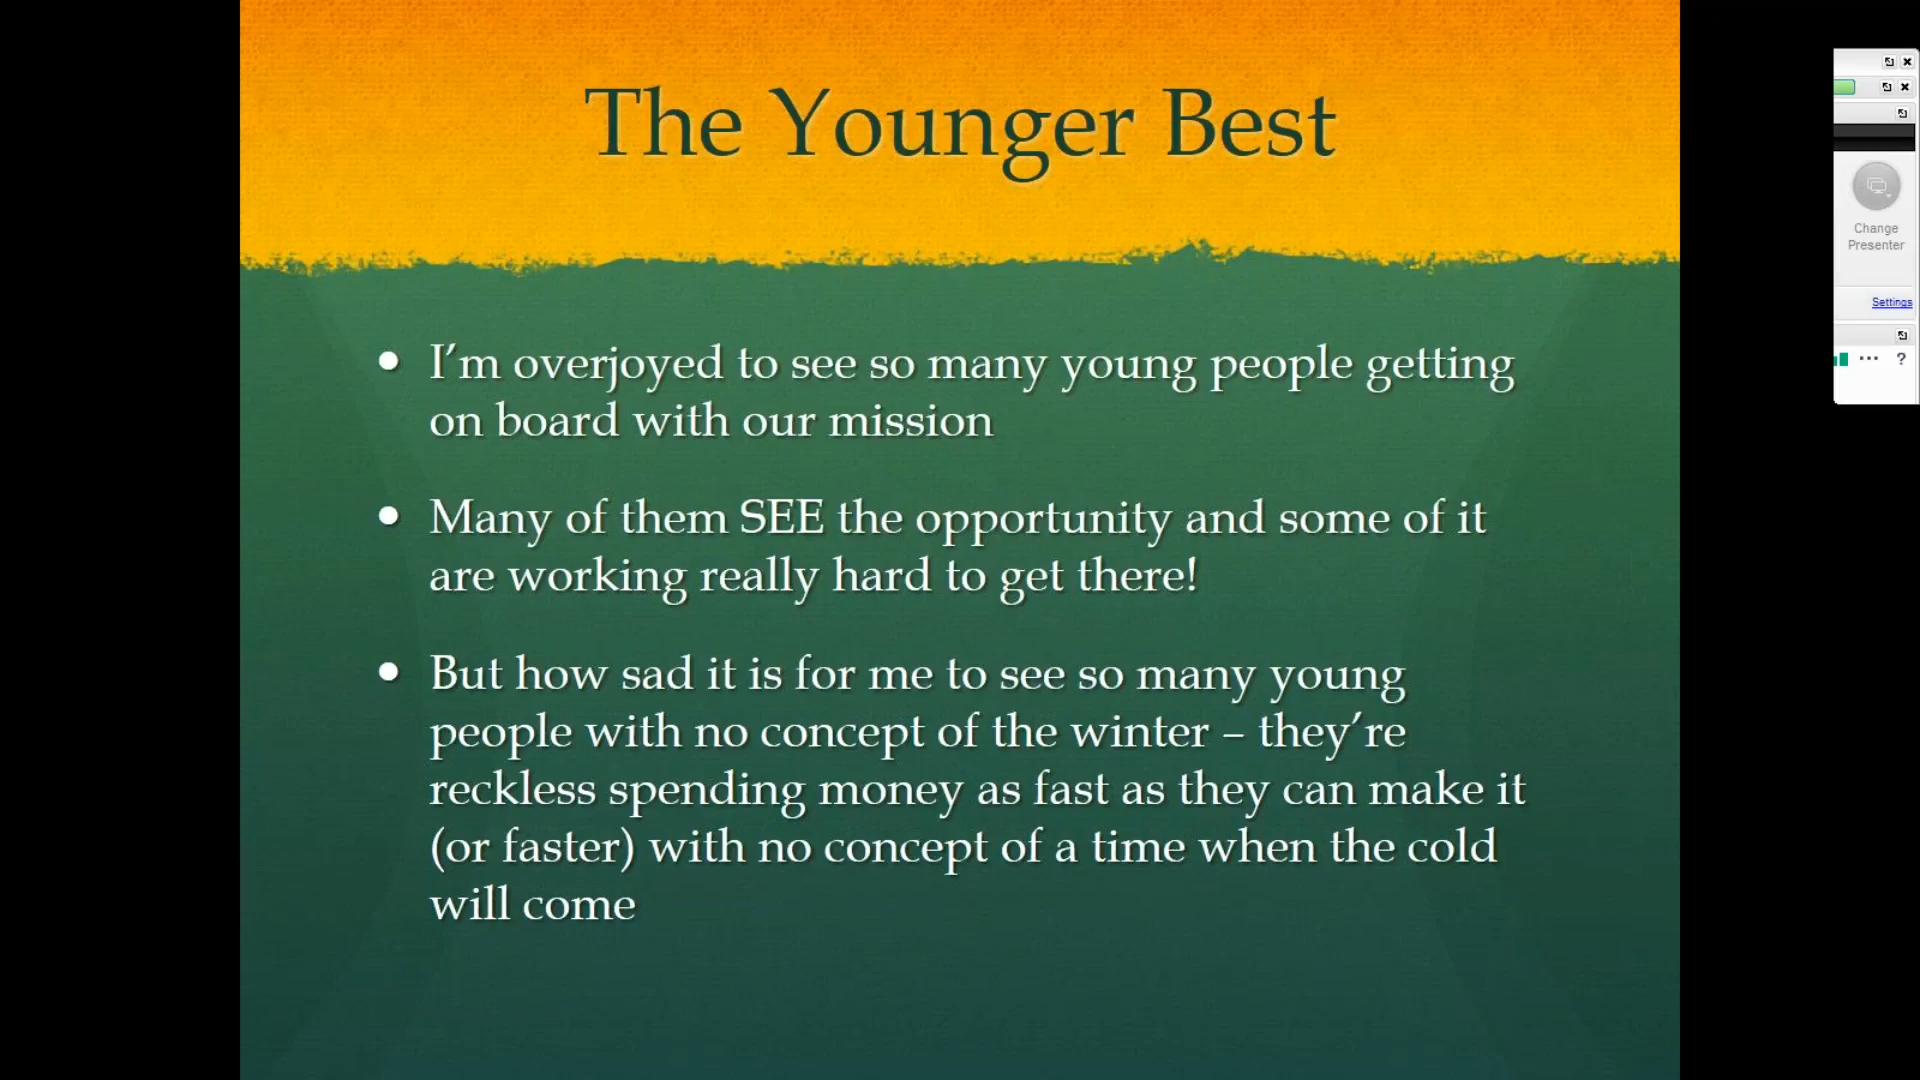 The Younger Best
• I’m overjoyed to see so many young people getting
on board with our mission
• Many of them SEE the opportunity and some of it
are working really hard to get there!
• But how sad it is for me to see so many young
people with no concept of the winter – they’re
reckless spending money as fast as they can make it
(or faster) with no concept of a time when the cold
will come
Change
Presenter
Settings
... ?